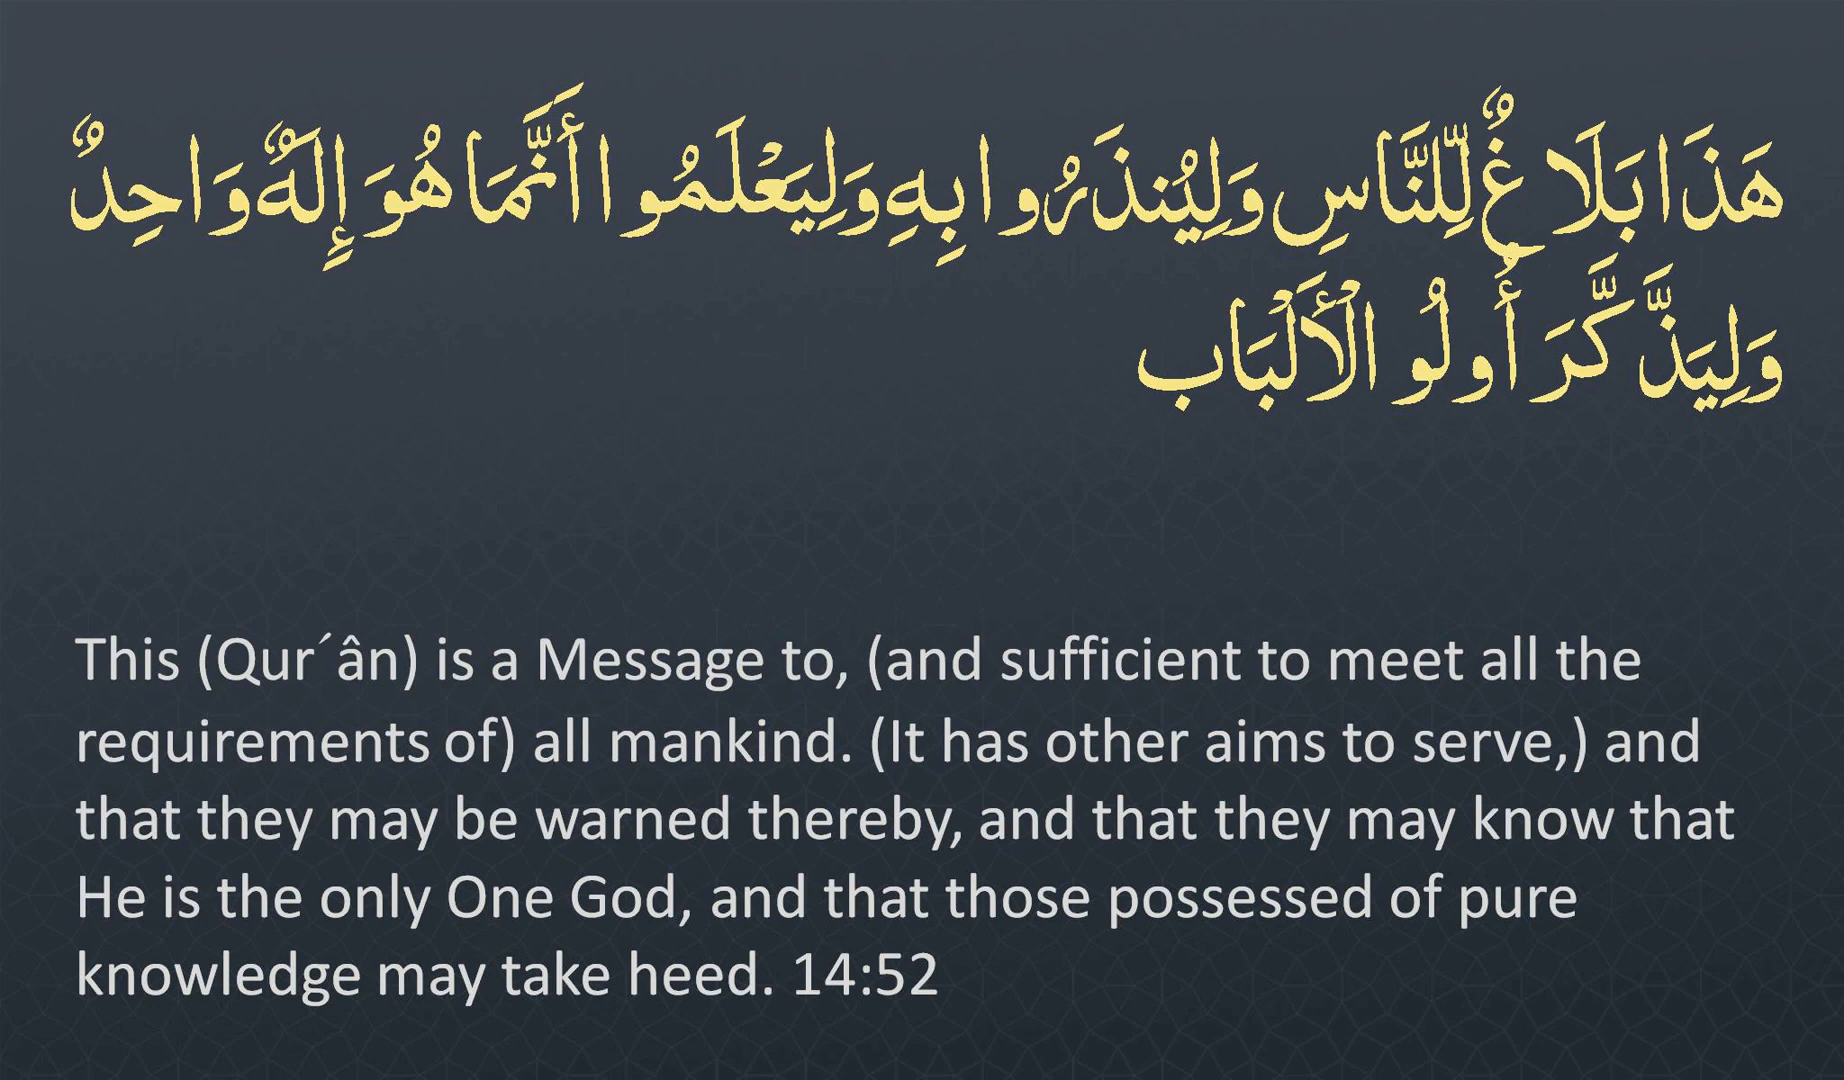 هَذَا بَلَاغٌ لِّلنَّاسِ وَلِيُنذَرُوا بِهِ وَلِيَعْلَمُوا أَنَّمَا هُوَ إِلَهٌ وَاحِدٌ
وَلِيَذَّكَّرَ أُولُو الْأَلْبَابِ
This (Qur´ân) is a Message to, (and sufficient to meet all the
requirements of) all mankind. (It has other aims to serve,) and
that they may be warned thereby, and that they may know that
He is the only One God, and that those possessed of pure
knowledge may take heed. 14:52